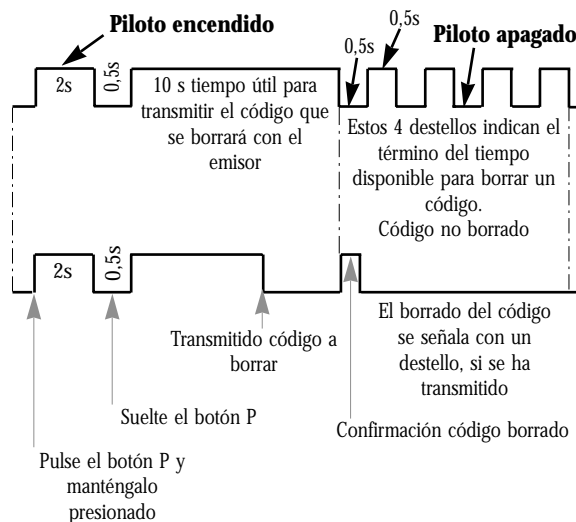 Piloto encendido
0,5s
0,5s
Piloto apagado
2s
0,5s
10 s tiempo útil para
transmitir el código que
se borrará con el
emisor
Estos 4 destellos indican el
término del tiempo
disponible para borrar un
código.
Código no borrado
2s
0,5s
Transmitido código a
borrar
El borrado del código
se señala con un
destello, si se ha
transmitido
Suelte el botón P
Confirmación código borrado
Pulse el botón P y
manténgalo
presionado